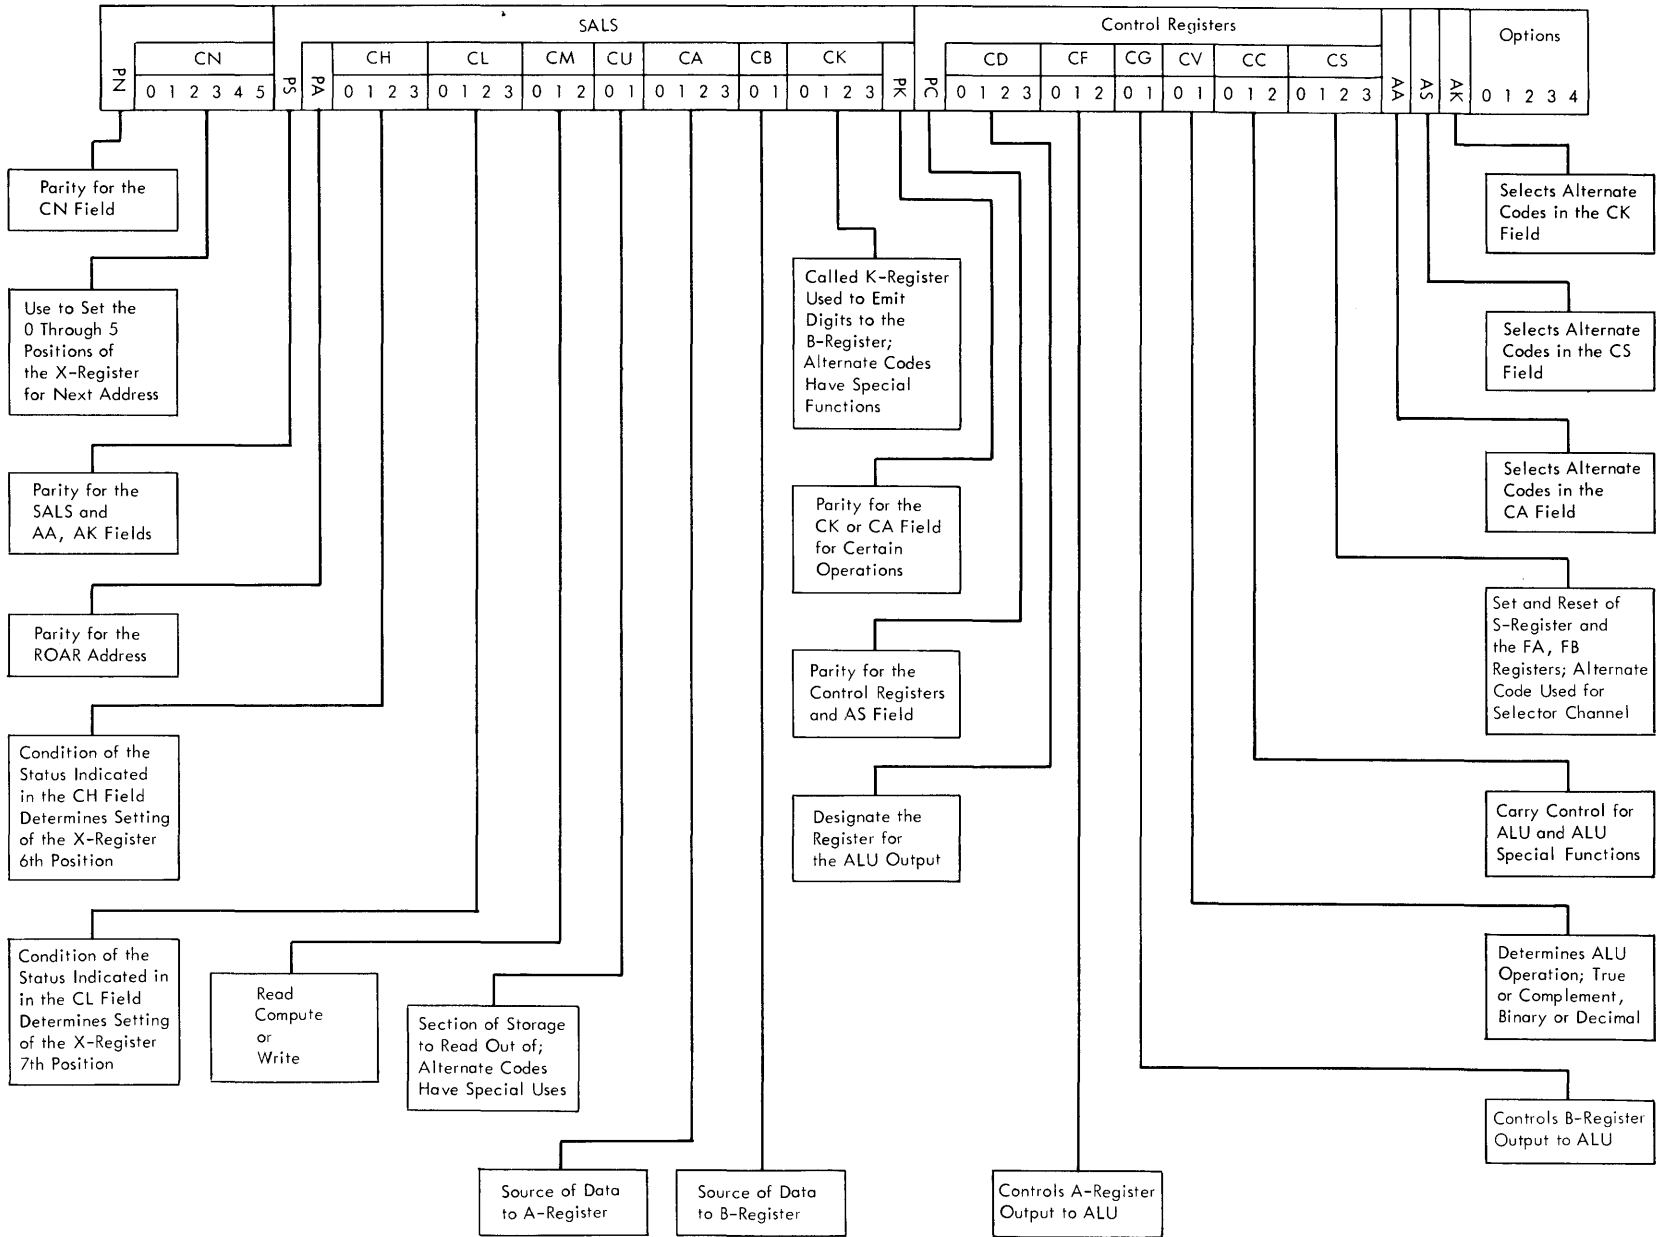 SALS
Control Registers
Options
CN
CH
CL
CM
CU
CA
CB
CK
CD
CF
CG
CV
CC
CS
PN
0 1 2 3 4 5
PS
PA
0 1 2 3
0 1 2 3
0 1 2
0 1
0 1 2 3
0 1
0 1 2 3
PK
PC
0 1 2 3
0 1 2
0 1
0 1
0 1 2
0 1 2 3
AA
AS
AK
0 1 2 3 4
Parity for the
CN Field
Use to Set the
0 Through 5
Positions of
the X-Register
for Next Address
Parity for the
SALS and
AA, AK Fields
Parity for the
ROAR Address
Condition of the
Status Indicated
in the CH Field
Determines Setting
of the X-Register
6th Position
Condition of the
Status Indicated in
in the CL Field
Determines Setting
of the X-Register
7th Position
Read
Compute
or
Write
Section of Storage
to Read Out of;
Alternate Codes
Have Special Uses
Source of Data
to A-Register
Source of Data
to B-Register
Called K-Register
Used to Emit
Digits to the
B-Register;
Alternate Codes
Have Special
Functions
Parity for the
CK or CA Field
for Certain
Operations
Parity for the
Control Registers
and AS Field
Designate the
Register for
the ALU Output
Controls A-Register
Output to ALU
Selects Alternate
Codes in the CK
Field
Selects Alternate
Codes in the CS
Field
Selects Alternate
Codes in the
CA Field
Set and Reset of
S-Register and
the FA, FB
Registers; Alternate
Code Used for
Selector Channel
Carry Control for
ALU and ALU
Special Functions
Determines ALU
Operation; True
or Complement,
Binary or Decimal
Controls B-Register
Output to ALU